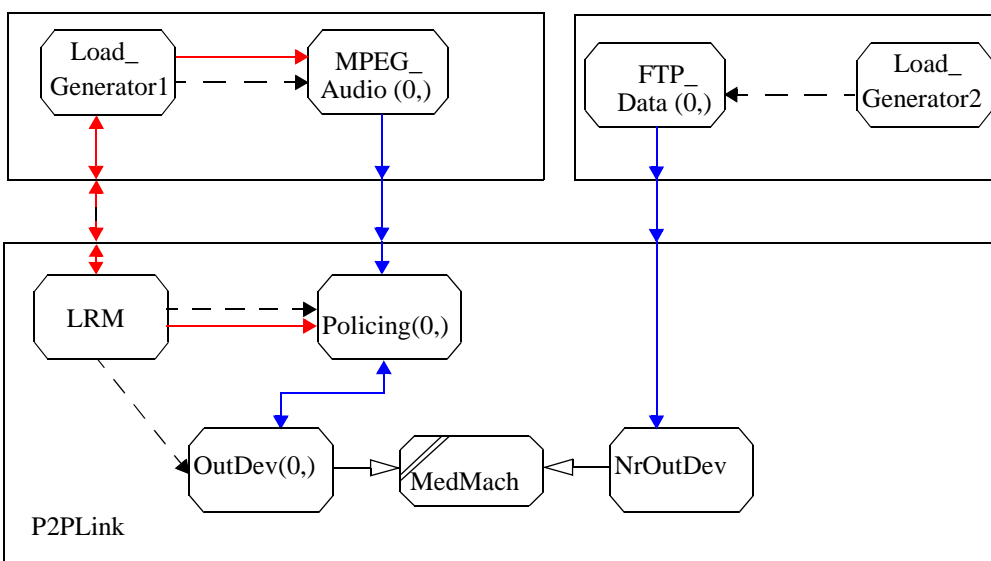 Load_
Generator1
MPEG_
Audio (0,)
FTP_
Data (0,)
Load_
Generator2
LRM
Policing(0,)
OutDev(0,)
MedMach
NrOutDev
P2PLink